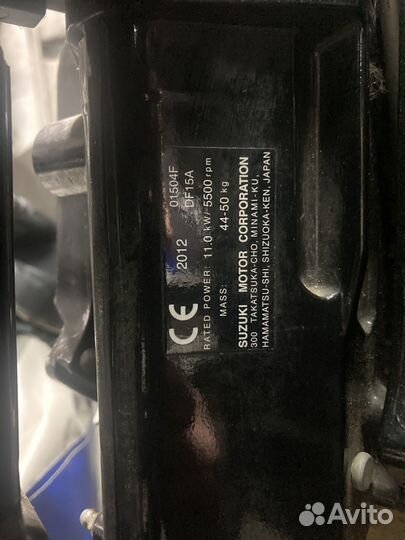 CE 2012 01504F
DF15A
RATED POWER: 11.0 kW/ 5500 rpm
MASS: 44-50 kg
SUZUKI MOTOR CORPORATION
300 TAKATSUKA-CHO, MINAMI-KU,
HAMAMATSU-SHI, SHIZUOKA-KEN, JAPAN
Avito